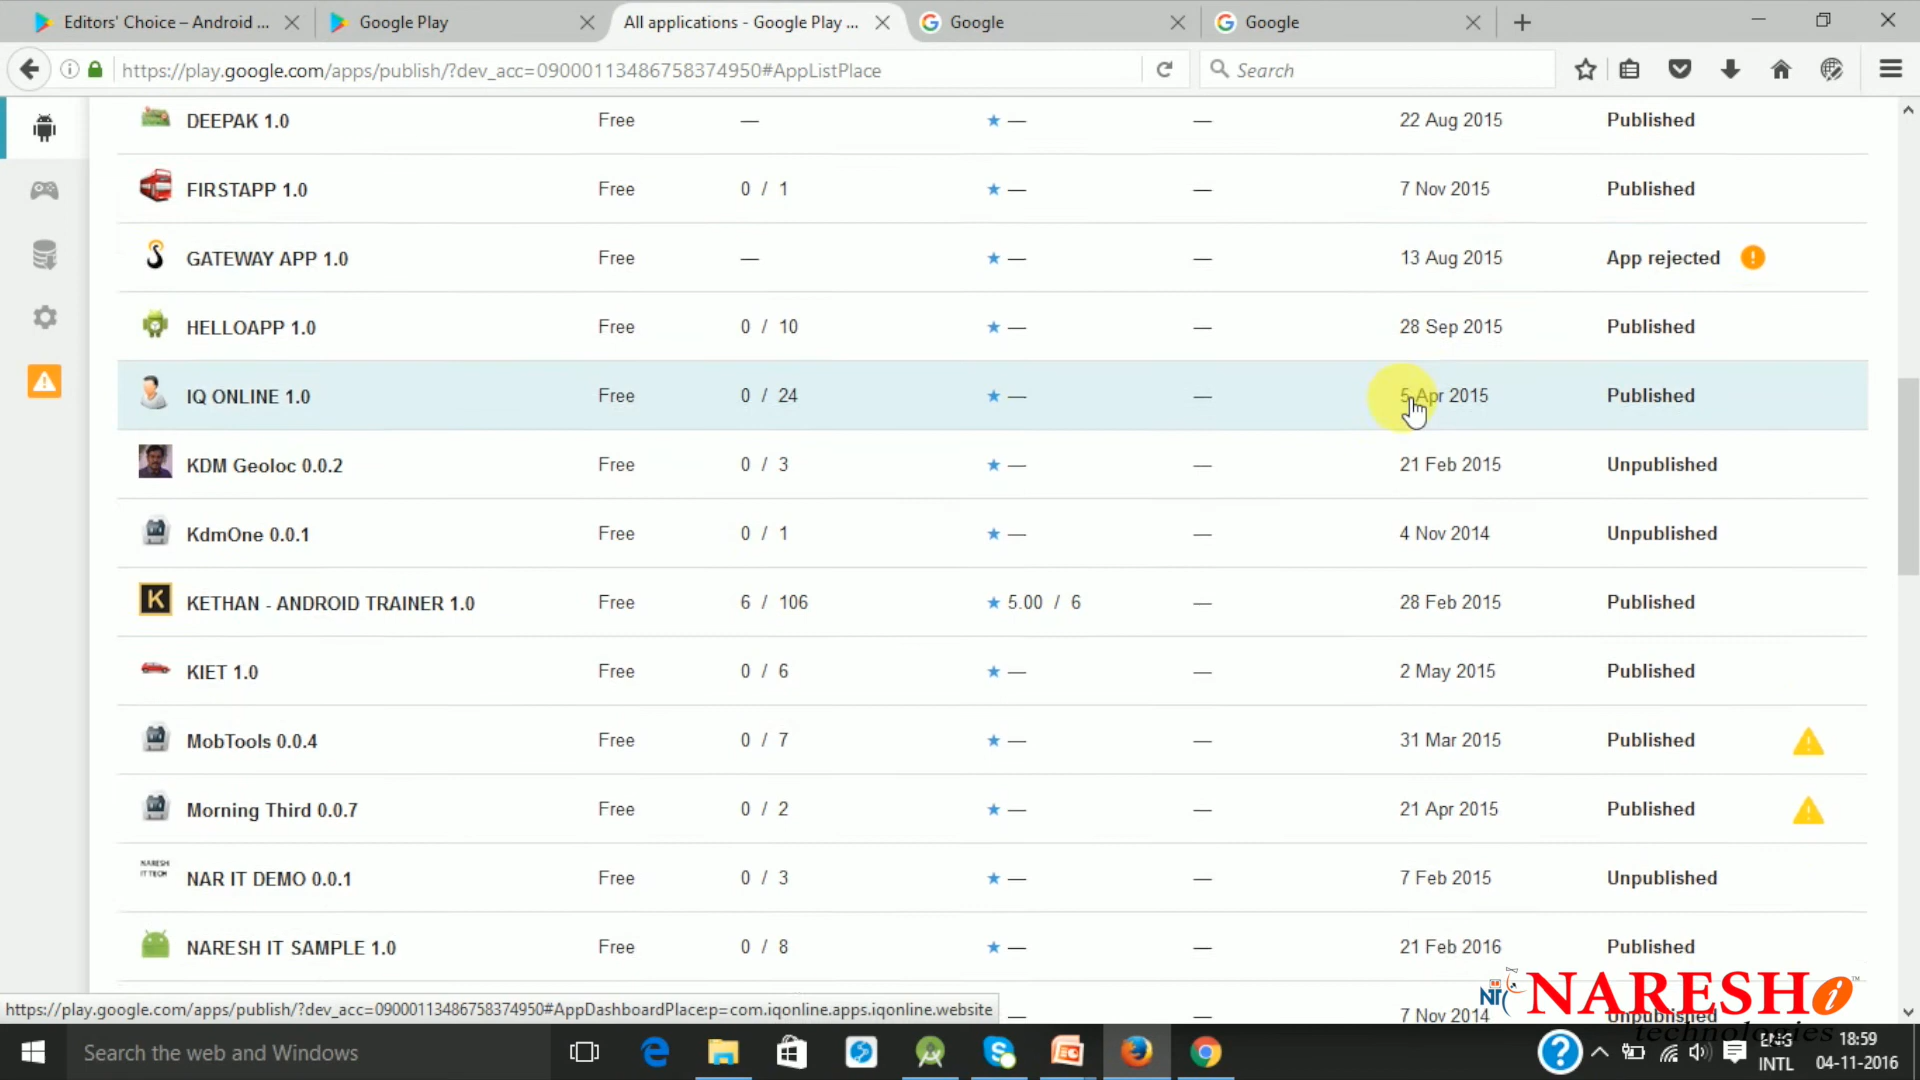 Editors' Choice – Android ...
Google Play
All applications - Google Play ...
Google
Google
https://play.google.com/apps/publish/?dev_acc=09000113486758374950#AppListPlace
Search
DEEPAK 1.0 Free — ★ — — 22 Aug 2015 Published
FIRSTAPP 1.0 Free 0 / 1 ★ — — 7 Nov 2015 Published
GATEWAY APP 1.0 Free — ★ — — 13 Aug 2015 App rejected
HELLOAPP 1.0 Free 0 / 10 ★ — — 28 Sep 2015 Published
IQ ONLINE 1.0 Free 0 / 24 ★ — — 5 Apr 2015 Published
KDM Geoloc 0.0.2 Free 0 / 3 ★ — — 21 Feb 2015 Unpublished
KdmOne 0.0.1 Free 0 / 1 ★ — — 4 Nov 2014 Unpublished
K
KETHAN - ANDROID TRAINER 1.0 Free 6 / 106 ★ 5.00 / 6 — 28 Feb 2015 Published
KIET 1.0 Free 0 / 6 ★ — — 2 May 2015 Published
MobTools 0.0.4 Free 0 / 7 ★ — — 31 Mar 2015 Published
Morning Third 0.0.7 Free 0 / 2 ★ — — 21 Apr 2015 Published
NARESH
IT TECH
NAR IT DEMO 0.0.1 Free 0 / 3 ★ — — 7 Feb 2015 Unpublished
NARESH IT SAMPLE 1.0 Free 0 / 8 ★ — — 21 Feb 2016 Published
— — 7 Nov 2014 Unpublished
https://play.google.com/apps/publish/?dev_acc=09000113486758374950#AppDashboardPlace:p=com.iqonline.apps.iqonline.website
NARESH i
technologies
Search the web and Windows
ENG
INTL
18:59
04-11-2016